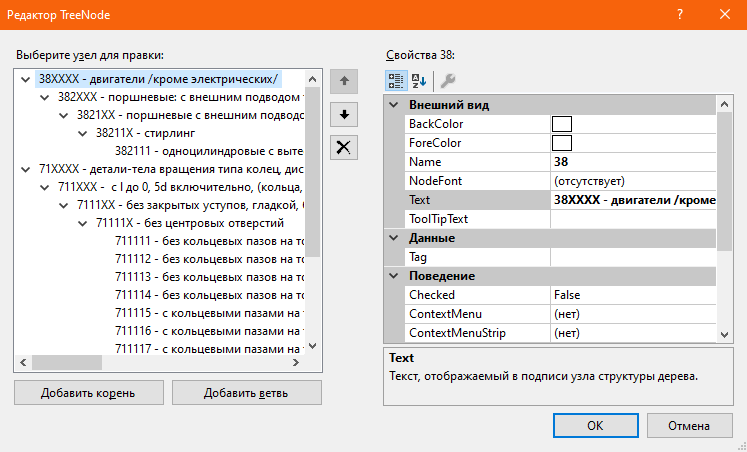 Редактор TreeNode
Выберите узел для правки:
38XXXX - двигатели /кроме электрических/
382XXX - поршневые: с внешним подводом
3821XX - поршневые с внешним подводо
38211X - стирлинг
382111 - одноцилиндровые с выте
71XXXX - детали-тела вращения типа колец, дис
711XXX - с l до 0, 5d включительно, (кольца,
7111XX - без закрытых уступов, гладкой,
71111X - без центровых отверстий
711111 - без кольцевых пазов на то
711112 - без кольцевых пазов на то
711113 - без кольцевых пазов на то
711114 - без кольцевых пазов на то
711115 - с кольцевыми пазами на
711116 - с кольцевыми пазами на
711117 - с кольцевыми пазами на
Добавить корень
Добавить ветвь
Свойства 38:
Внешний вид
BackColor
ForeColor
Name 38
NodeFont (отсутствует)
Text 38XXXX - двигатели /кроме
ToolTipText
Данные
Tag
Поведение
Checked False
ContextMenu (нет)
ContextMenuStrip (нет)
Text
Текст, отображаемый в подписи узла структуры дерева.
OK
Отмена